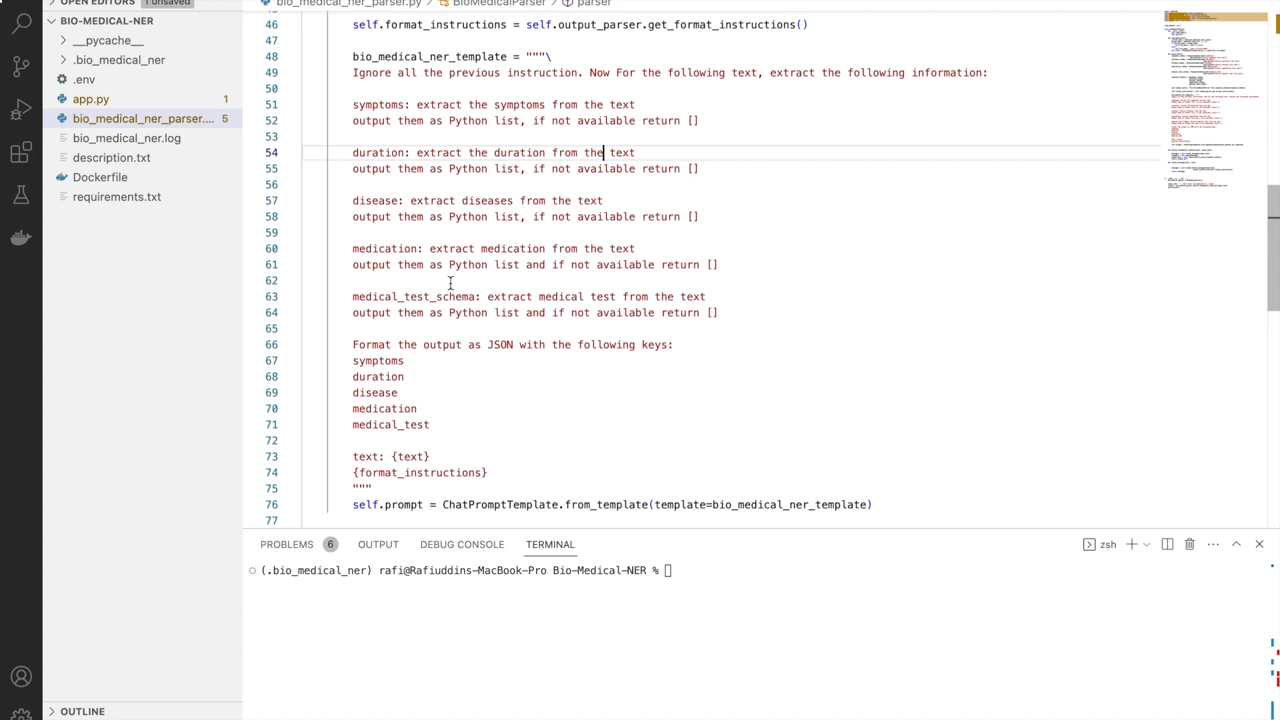 OPEN EDITORS 1 unsaved
BIO-MEDICAL-NER
__pycache__
.bio_medical_ner
.env
app.py 1
bio_medical_ner_parser.... 5
bio_medical_ner.log
description.txt
Dockerfile
requirements.txt
OUTLINE
bio_medical_ner_parser.py > BioMedicalParser > parser
45
46 self.format_instructions = self.output_parser.get_format_instructions()
47
48 bio_medical_ner_template = """
49 Ignore all the previous instruction. Now For the following text, extract the following information:
50
51 symptoms: extract the symptoms from the text
52 output them as Python list, if not available return []
53
54 duration: extract the duration from the text
55 output them as Python list, if not available return []
56
57 disease: extract disease from the text
58 output them as Python list, if not available return []
59
60 medication: extract medication from the text
61 output them as Python list and if not available return []
62
63 medical_test_schema: extract medical test from the text
64 output them as Python list and if not available return []
65
66 Format the output as JSON with the following keys:
67 symptoms
68 duration
69 disease
70 medication
71 medical_test
72
73 text: {text}
74 {format_instructions}
75 """
76 self.prompt = ChatPromptTemplate.from_template(template=bio_medical_ner_template)
77
PROBLEMS 6 OUTPUT DEBUG CONSOLE TERMINAL zsh
(.bio_medical_ner) rafi@Rafiuddins-MacBook-Pro Bio-Medical-NER %